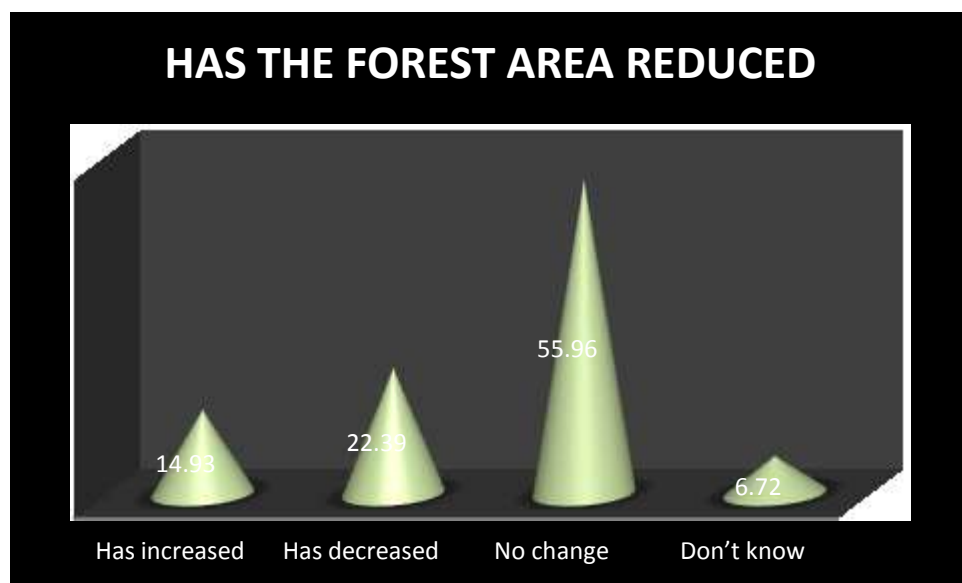 HAS THE FOREST AREA REDUCED
14.93
22.39
55.96
6.72
Has increased
Has decreased
No change
Don’t know